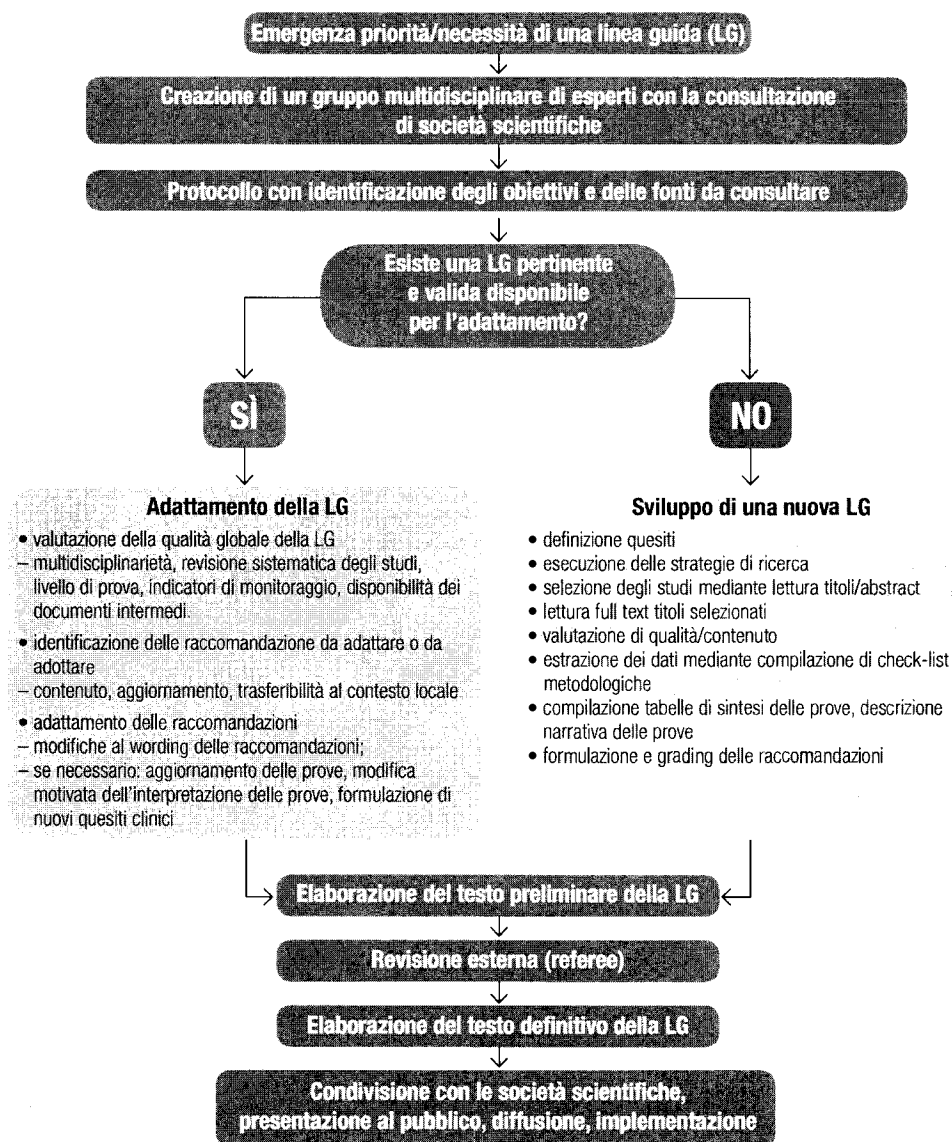 Emergenza priorità/necessità di una linea guida (LG)
Creazione di un gruppo multidisciplinare di esperti con la consultazione
di società scientifiche
Protocollo con identificazione degli obiettivi e delle fonti da consultare
Esiste una LG pertinente
e valida disponibile
per l'adattamento?
SÌ
NO
Adattamento della LG
• valutazione della qualità globale della LG
– multidisciplinarietà, revisione sistematica degli studi,
livello di prova, indicatori di monitoraggio, disponibilità dei
documenti intermedi.
• identificazione delle raccomandazione da adattare o da
adottare
– contenuto, aggiornamento, trasferibilità al contesto locale
• adattamento delle raccomandazioni
– modifiche al wording delle raccomandazioni;
– se necessario: aggiornamento delle prove, modifica
motivata dell'interpretazione delle prove, formulazione di
nuovi quesiti clinici
Sviluppo di una nuova LG
• definizione quesiti
• esecuzione delle strategie di ricerca
• selezione degli studi mediante lettura titoli/abstract
• lettura full text titoli selezionati
• valutazione di qualità/contenuto
• estrazione dei dati mediante compilazione di check-list
metodologiche
• compilazione tabelle di sintesi delle prove, descrizione
narrativa delle prove
• formulazione e grading delle raccomandazioni
Elaborazione del testo preliminare della LG
Revisione esterna (referee)
Elaborazione del testo definitivo della LG
Condivisione con le società scientifiche,
presentazione al pubblico, diffusione, implementazione